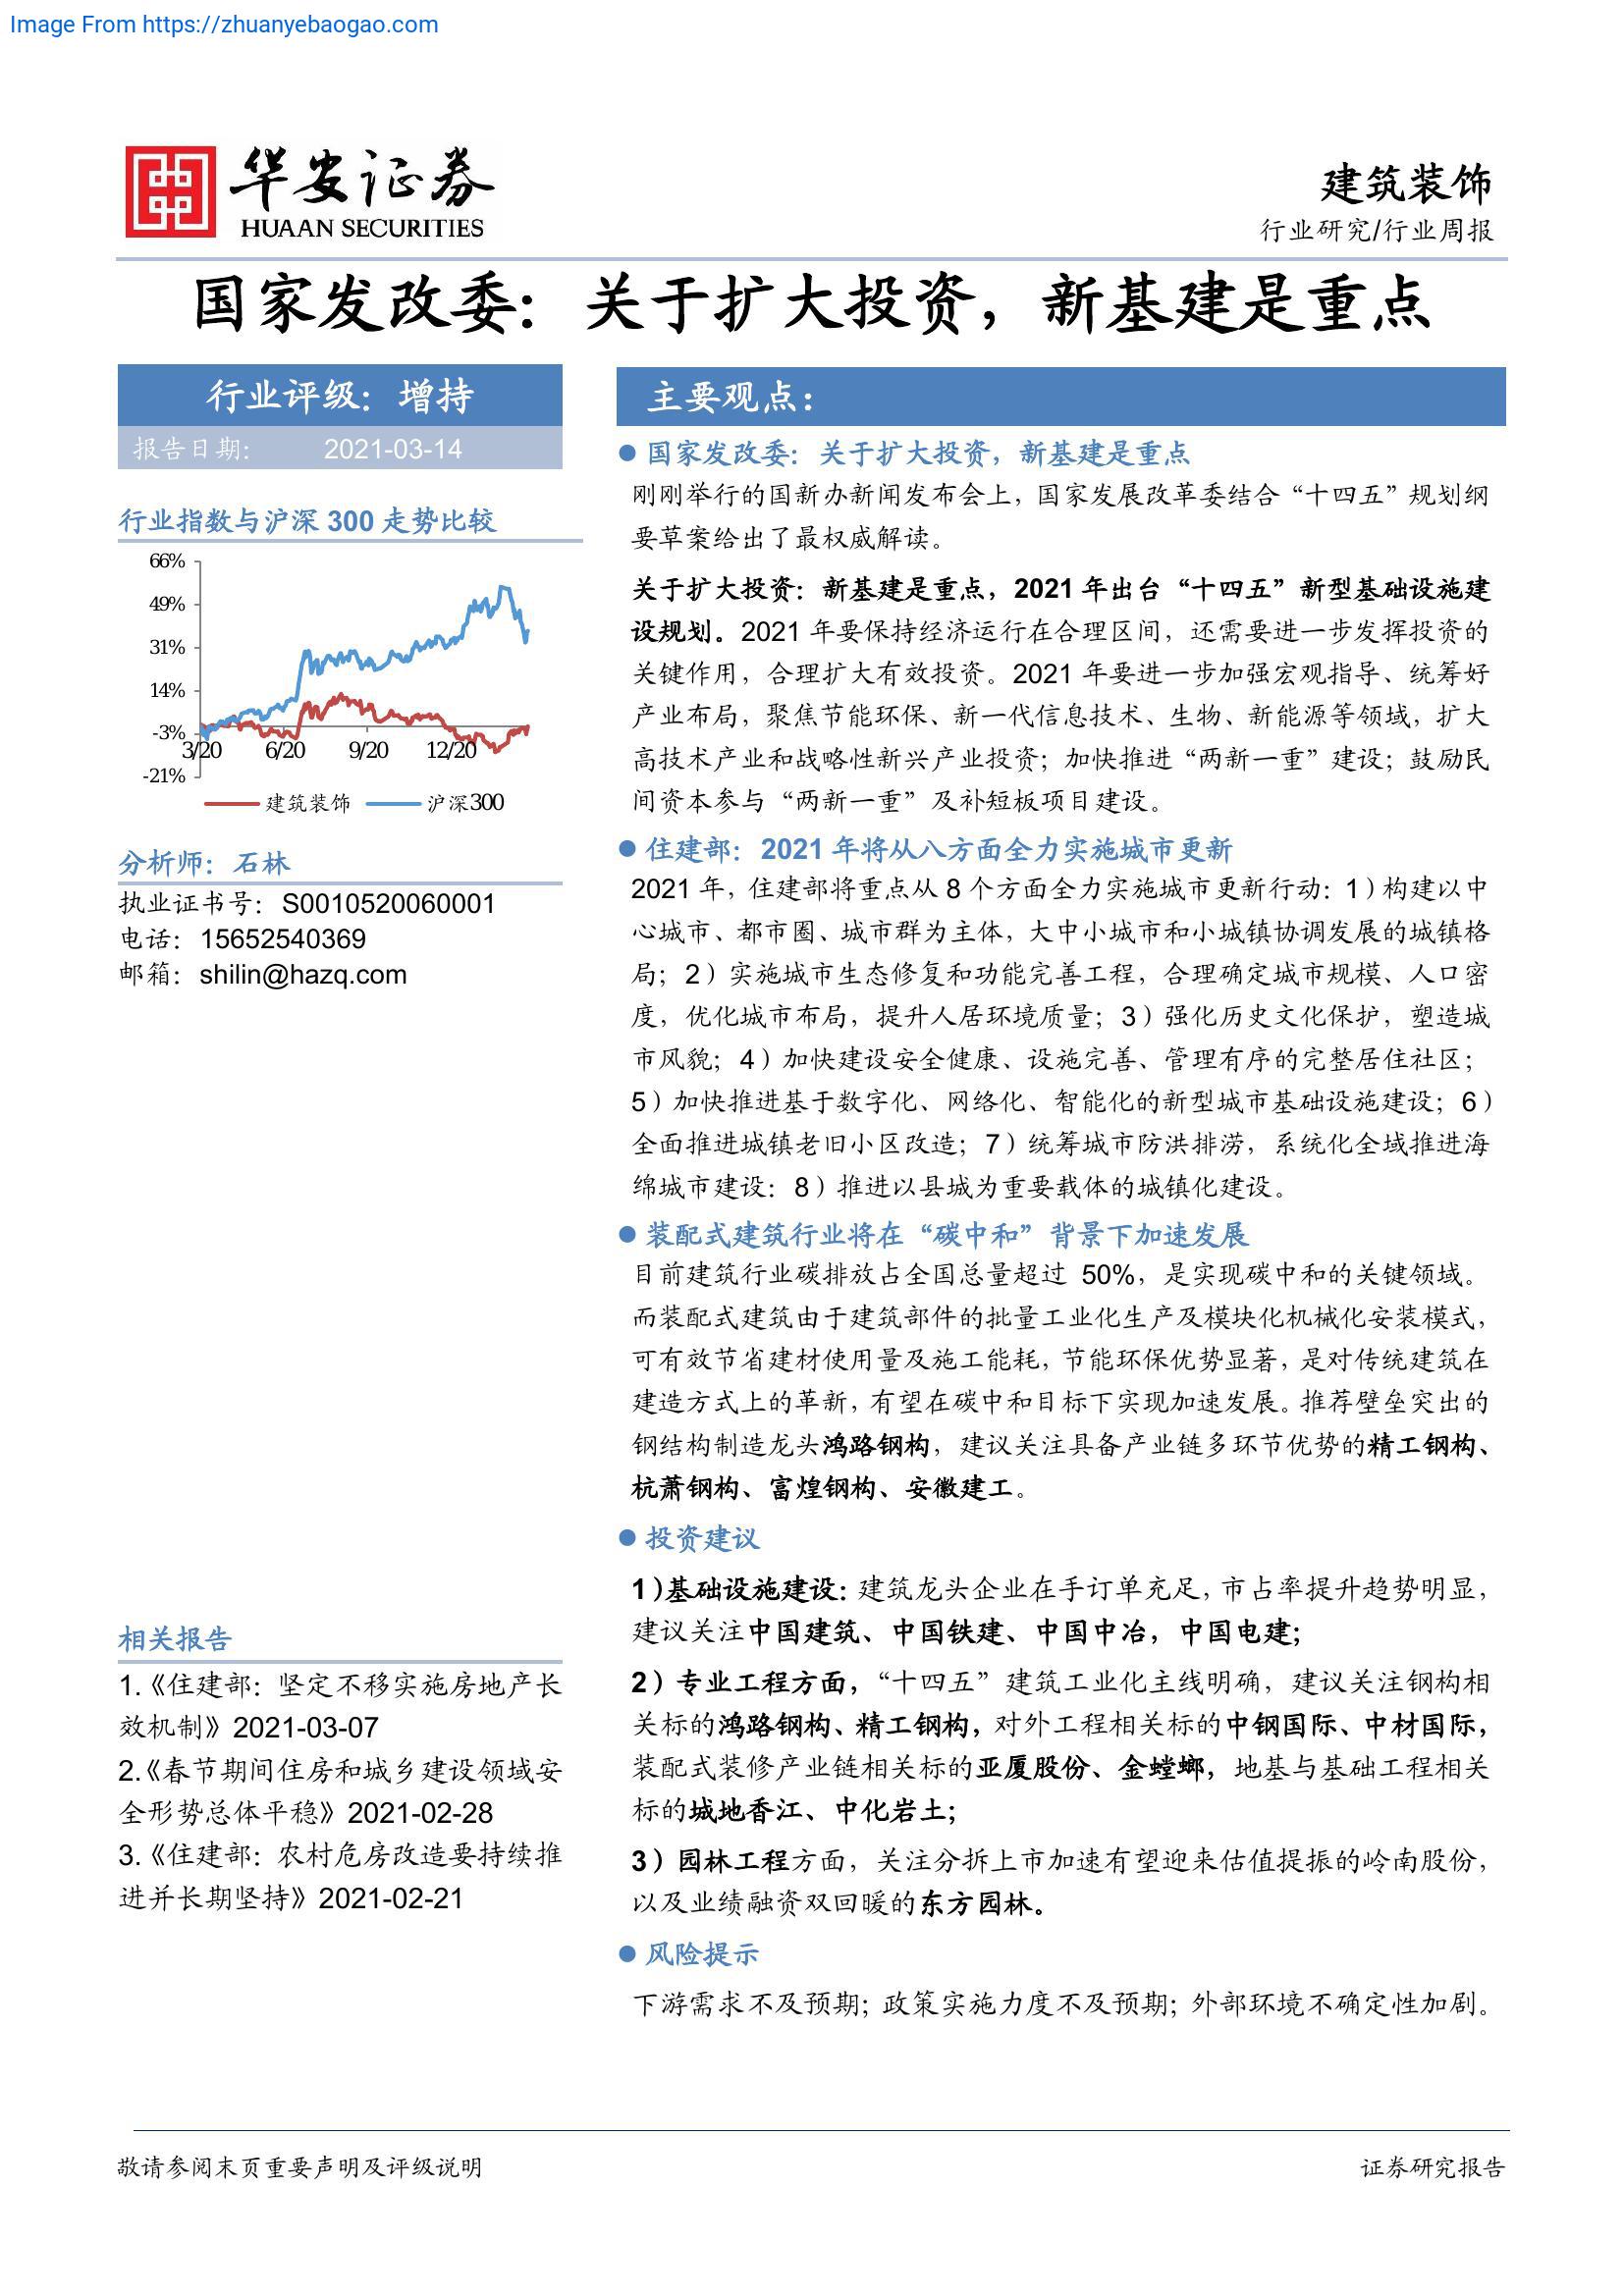 Image From https://zhuanyebaogao.com
华安证券
HUAAN SECURITIES
建筑装饰
行业研究/行业周报
国家发改委：关于扩大投资，新基建是重点
行业评级：增持
报告日期： 2021-03-14
行业指数与沪深 300 走势比较
66%
49%
31%
14%
-3%
-21%
3/20 6/20 9/20 12/20
建筑装饰 沪深300
分析师：石林
执业证书号：S0010520060001
电话：15652540369
邮箱：shilin@hazq.com
相关报告
1.《住建部：坚定不移实施房地产长
效机制》2021-03-07
2.《春节期间住房和城乡建设领域安
全形势总体平稳》2021-02-28
3.《住建部：农村危房改造要持续推
进并长期坚持》2021-02-21
主要观点：
● 国家发改委：关于扩大投资，新基建是重点
刚刚举行的国新办新闻发布会上，国家发展改革委结合“十四五”规划纲
要草案给出了最权威解读。
关于扩大投资：新基建是重点，2021 年出台“十四五”新型基础设施建
设规划。2021 年要保持经济运行在合理区间，还需要进一步发挥投资的
关键作用，合理扩大有效投资。2021 年要进一步加强宏观指导、统筹好
产业布局，聚焦节能环保、新一代信息技术、生物、新能源等领域，扩大
高技术产业和战略性新兴产业投资；加快推进“两新一重”建设；鼓励民
间资本参与“两新一重”及补短板项目建设。
● 住建部：2021 年将从八方面全力实施城市更新
2021 年，住建部将重点从 8 个方面全力实施城市更新行动：1）构建以中
心城市、都市圈、城市群为主体，大中小城市和小城镇协调发展的城镇格
局；2）实施城市生态修复和功能完善工程，合理确定城市规模、人口密
度，优化城市布局，提升人居环境质量；3）强化历史文化保护，塑造城
市风貌；4）加快建设安全健康、设施完善、管理有序的完整居住社区；
5）加快推进基于数字化、网络化、智能化的新型城市基础设施建设；6）
全面推进城镇老旧小区改造；7）统筹城市防洪排涝，系统化全域推进海
绵城市建设：8）推进以县城为重要载体的城镇化建设。
● 装配式建筑行业将在“碳中和”背景下加速发展
目前建筑行业碳排放占全国总量超过 50%，是实现碳中和的关键领域。
而装配式建筑由于建筑部件的批量工业化生产及模块化机械化安装模式，
可有效节省建材使用量及施工能耗，节能环保优势显著，是对传统建筑在
建造方式上的革新，有望在碳中和目标下实现加速发展。推荐壁垒突出的
钢结构制造龙头鸿路钢构，建议关注具备产业链多环节优势的精工钢构、
杭萧钢构、富煌钢构、安徽建工。
● 投资建议
1）基础设施建设：建筑龙头企业在手订单充足，市占率提升趋势明显，
建议关注中国建筑、中国铁建、中国中冶，中国电建；
2）专业工程方面，“十四五”建筑工业化主线明确，建议关注钢构相
关标的鸿路钢构、精工钢构，对外工程相关标的中钢国际、中材国际，
装配式装修产业链相关标的亚厦股份、金螳螂，地基与基础工程相关
标的城地香江、中化岩土；
3）园林工程方面，关注分拆上市加速有望迎来估值提振的岭南股份，
以及业绩融资双回暖的东方园林。
● 风险提示
下游需求不及预期；政策实施力度不及预期；外部环境不确定性加剧。
敬请参阅末页重要声明及评级说明
证券研究报告